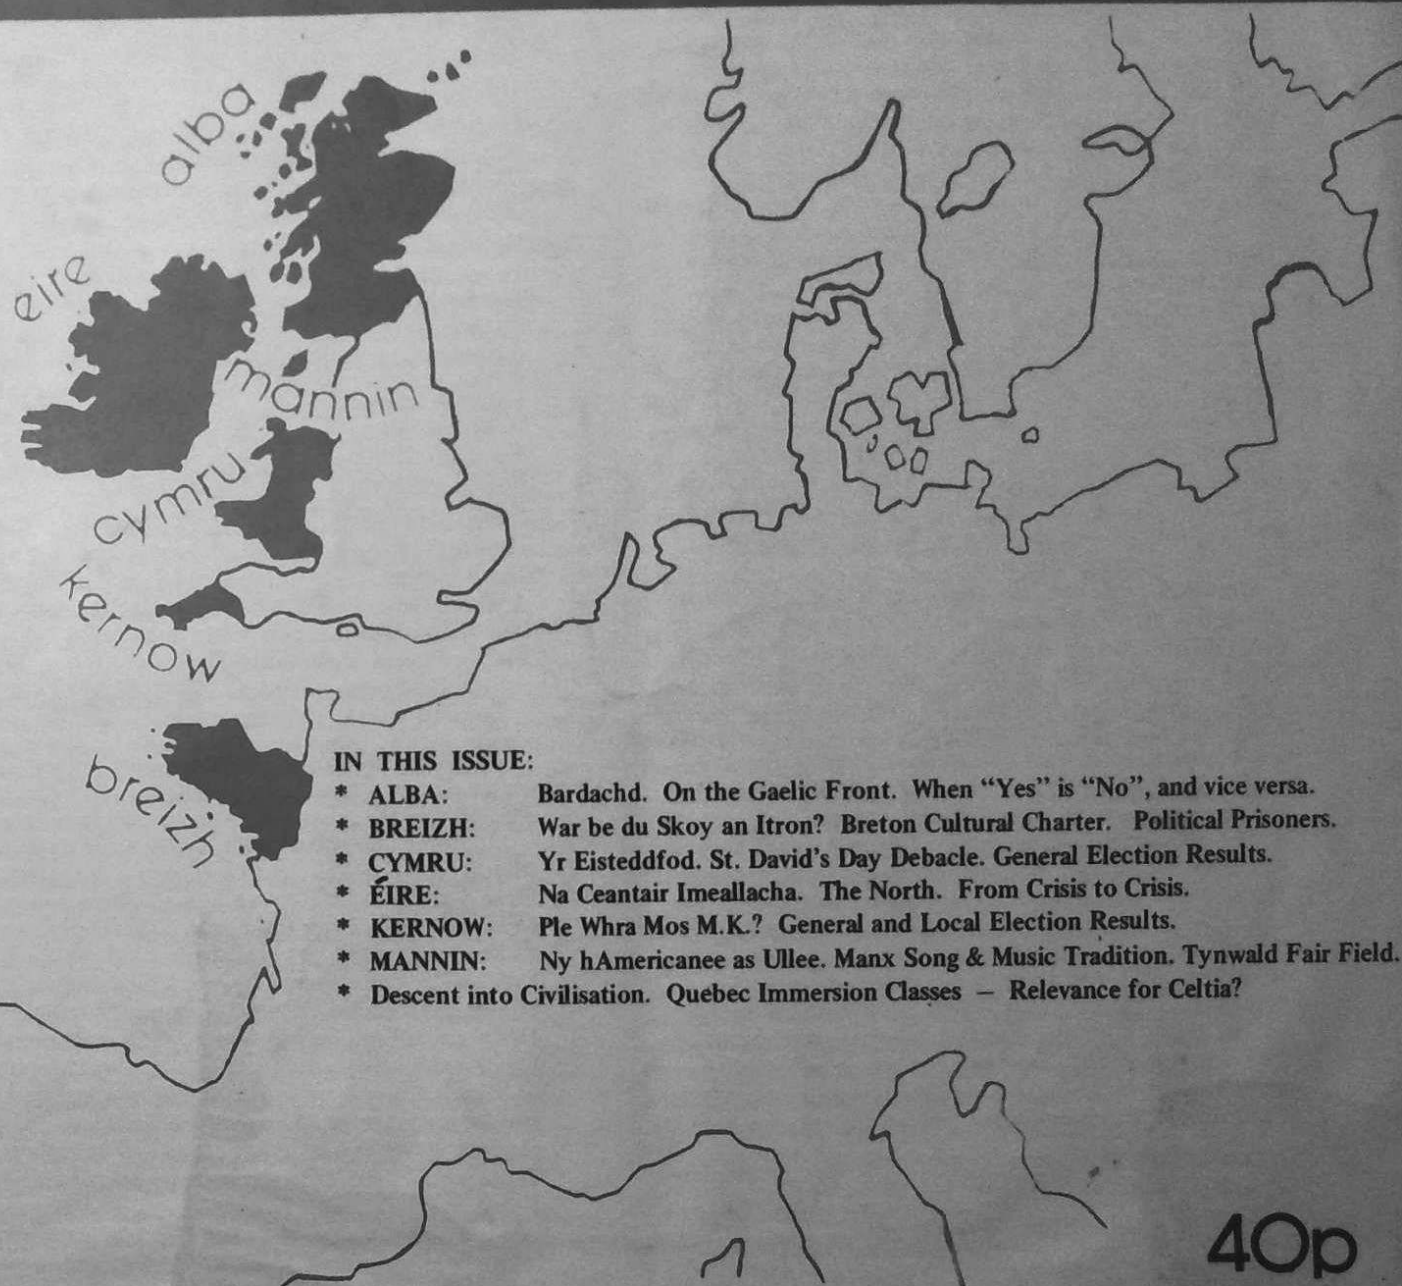 alba
eire
mannin
cymru
kernow
breizh
IN THIS ISSUE:
* ALBA: Bardachd. On the Gaelic Front. When “Yes” is “No”, and vice versa.
* BREIZH: War be du Skoy an Itron? Breton Cultural Charter. Political Prisoners.
* CYMRU: Yr Eisteddfod. St. David’s Day Debacle. General Election Results.
* ÉIRE: Na Ceantair Imeallacha. The North. From Crisis to Crisis.
* KERNOW: Ple Whra Mos M.K.? General and Local Election Results.
* MANNIN: Ny hAmericanee as Ullee. Manx Song & Music Tradition. Tynwald Fair Field.
* Descent into Civilisation. Quebec Immersion Classes — Relevance for Celtia?
40p